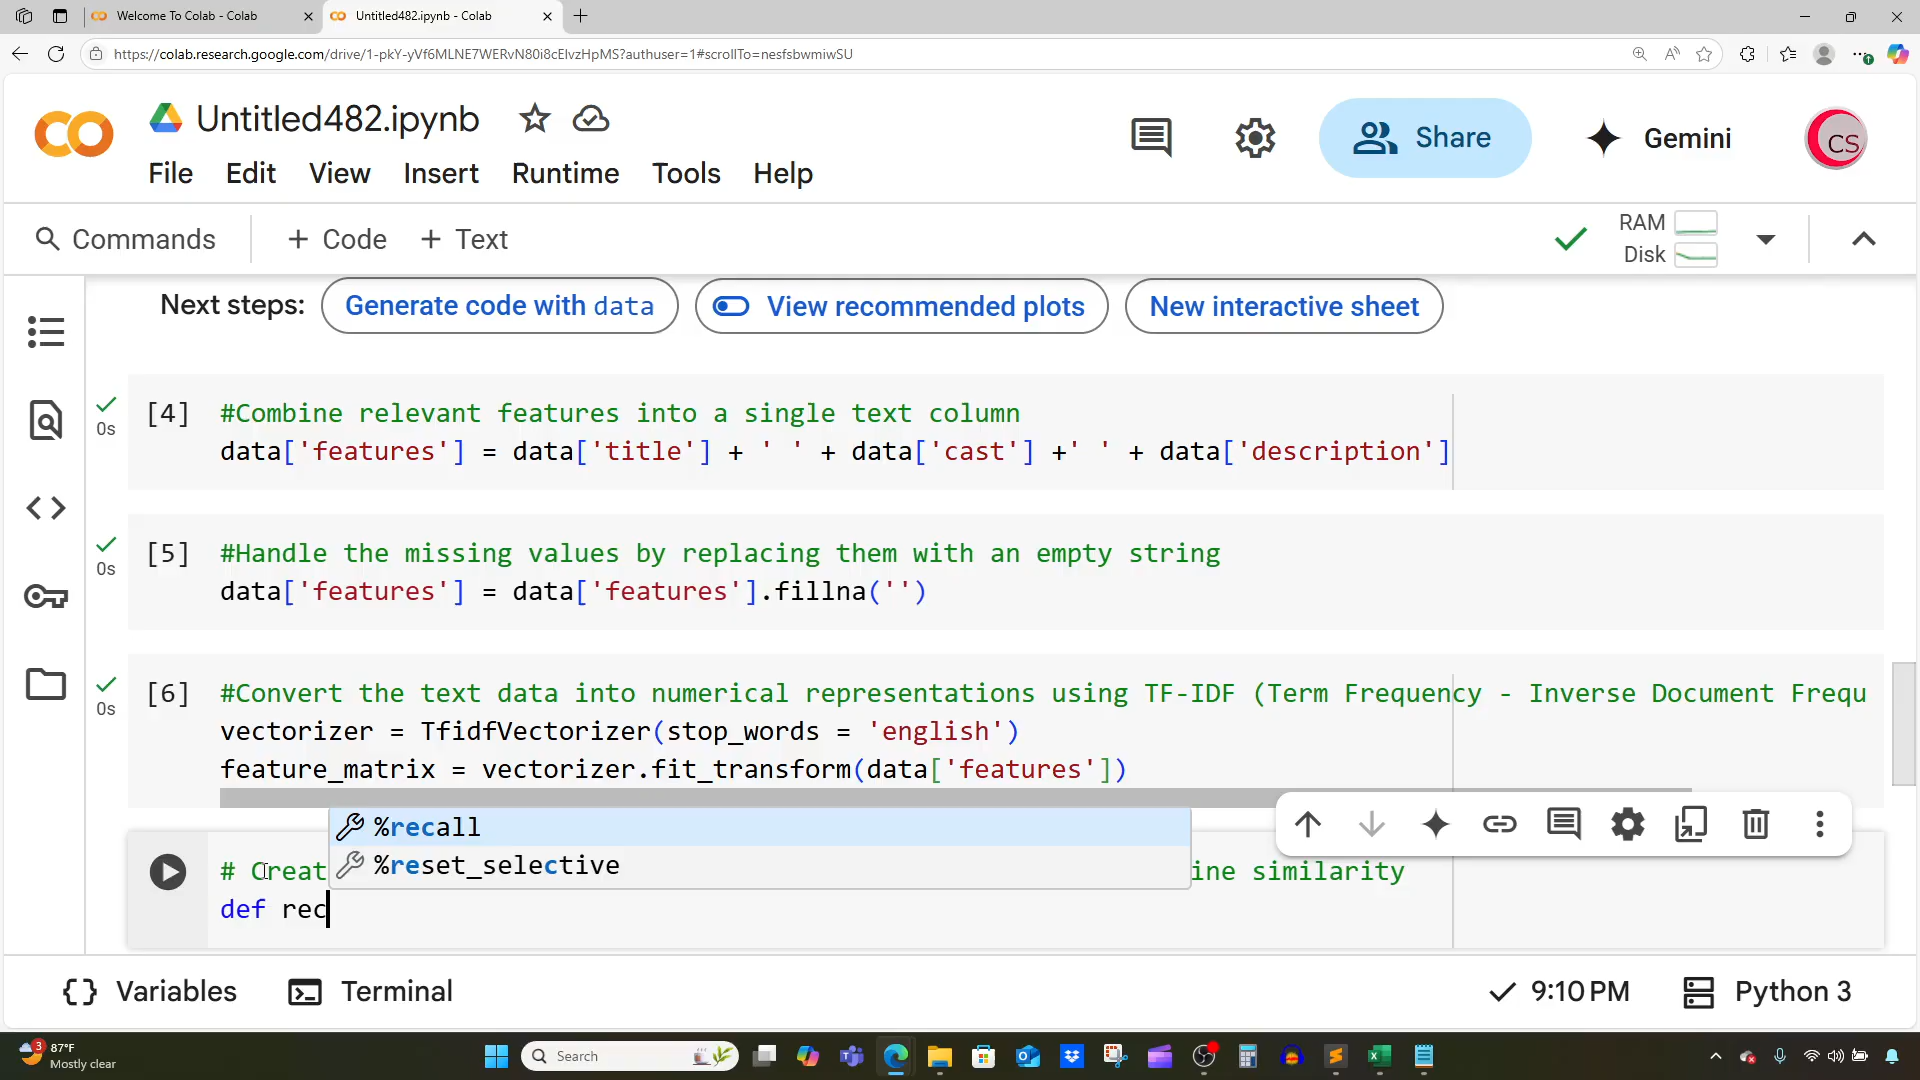 Welcome To Colab - Colab
Untitled482.ipynb - Colab
https://colab.research.google.com/drive/1-pkY-yVf6MLNE7WERvN80i8cElvzHpMS?authuser=1#scrollTo=nesfsbwmiwSU
Untitled482.ipynb
File Edit View Insert Runtime Tools Help
Share
Gemini
CS
Commands + Code + Text
RAM
Disk
Next steps: Generate code with data View recommended plots New interactive sheet
[4] #Combine relevant features into a single text column
0s
data['features'] = data['title'] + ' ' + data['cast'] +' ' + data['description']
[5] #Handle the missing values by replacing them with an empty string
0s
data['features'] = data['features'].fillna('')
[6] #Convert the text data into numerical representations using TF-IDF (Term Frequency - Inverse Document Frequ
0s
vectorizer = TfidfVectorizer(stop_words = 'english')
feature_matrix = vectorizer.fit_transform(data['features'])
%recall
%reset_selective
# Creat ine similarity
def rec
Variables Terminal 9:10 PM Python 3
3
87°F
Mostly clear
Search